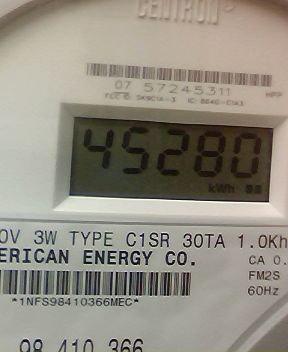 CENTRON
07 57245311
45280
kWh 88
0V 3W TYPE C1SR 30TA 1.0Kh
ERICAN ENERGY CO.
CA 0.
FM2S
60Hz
*1NFS98410366MEC*
98 410 366